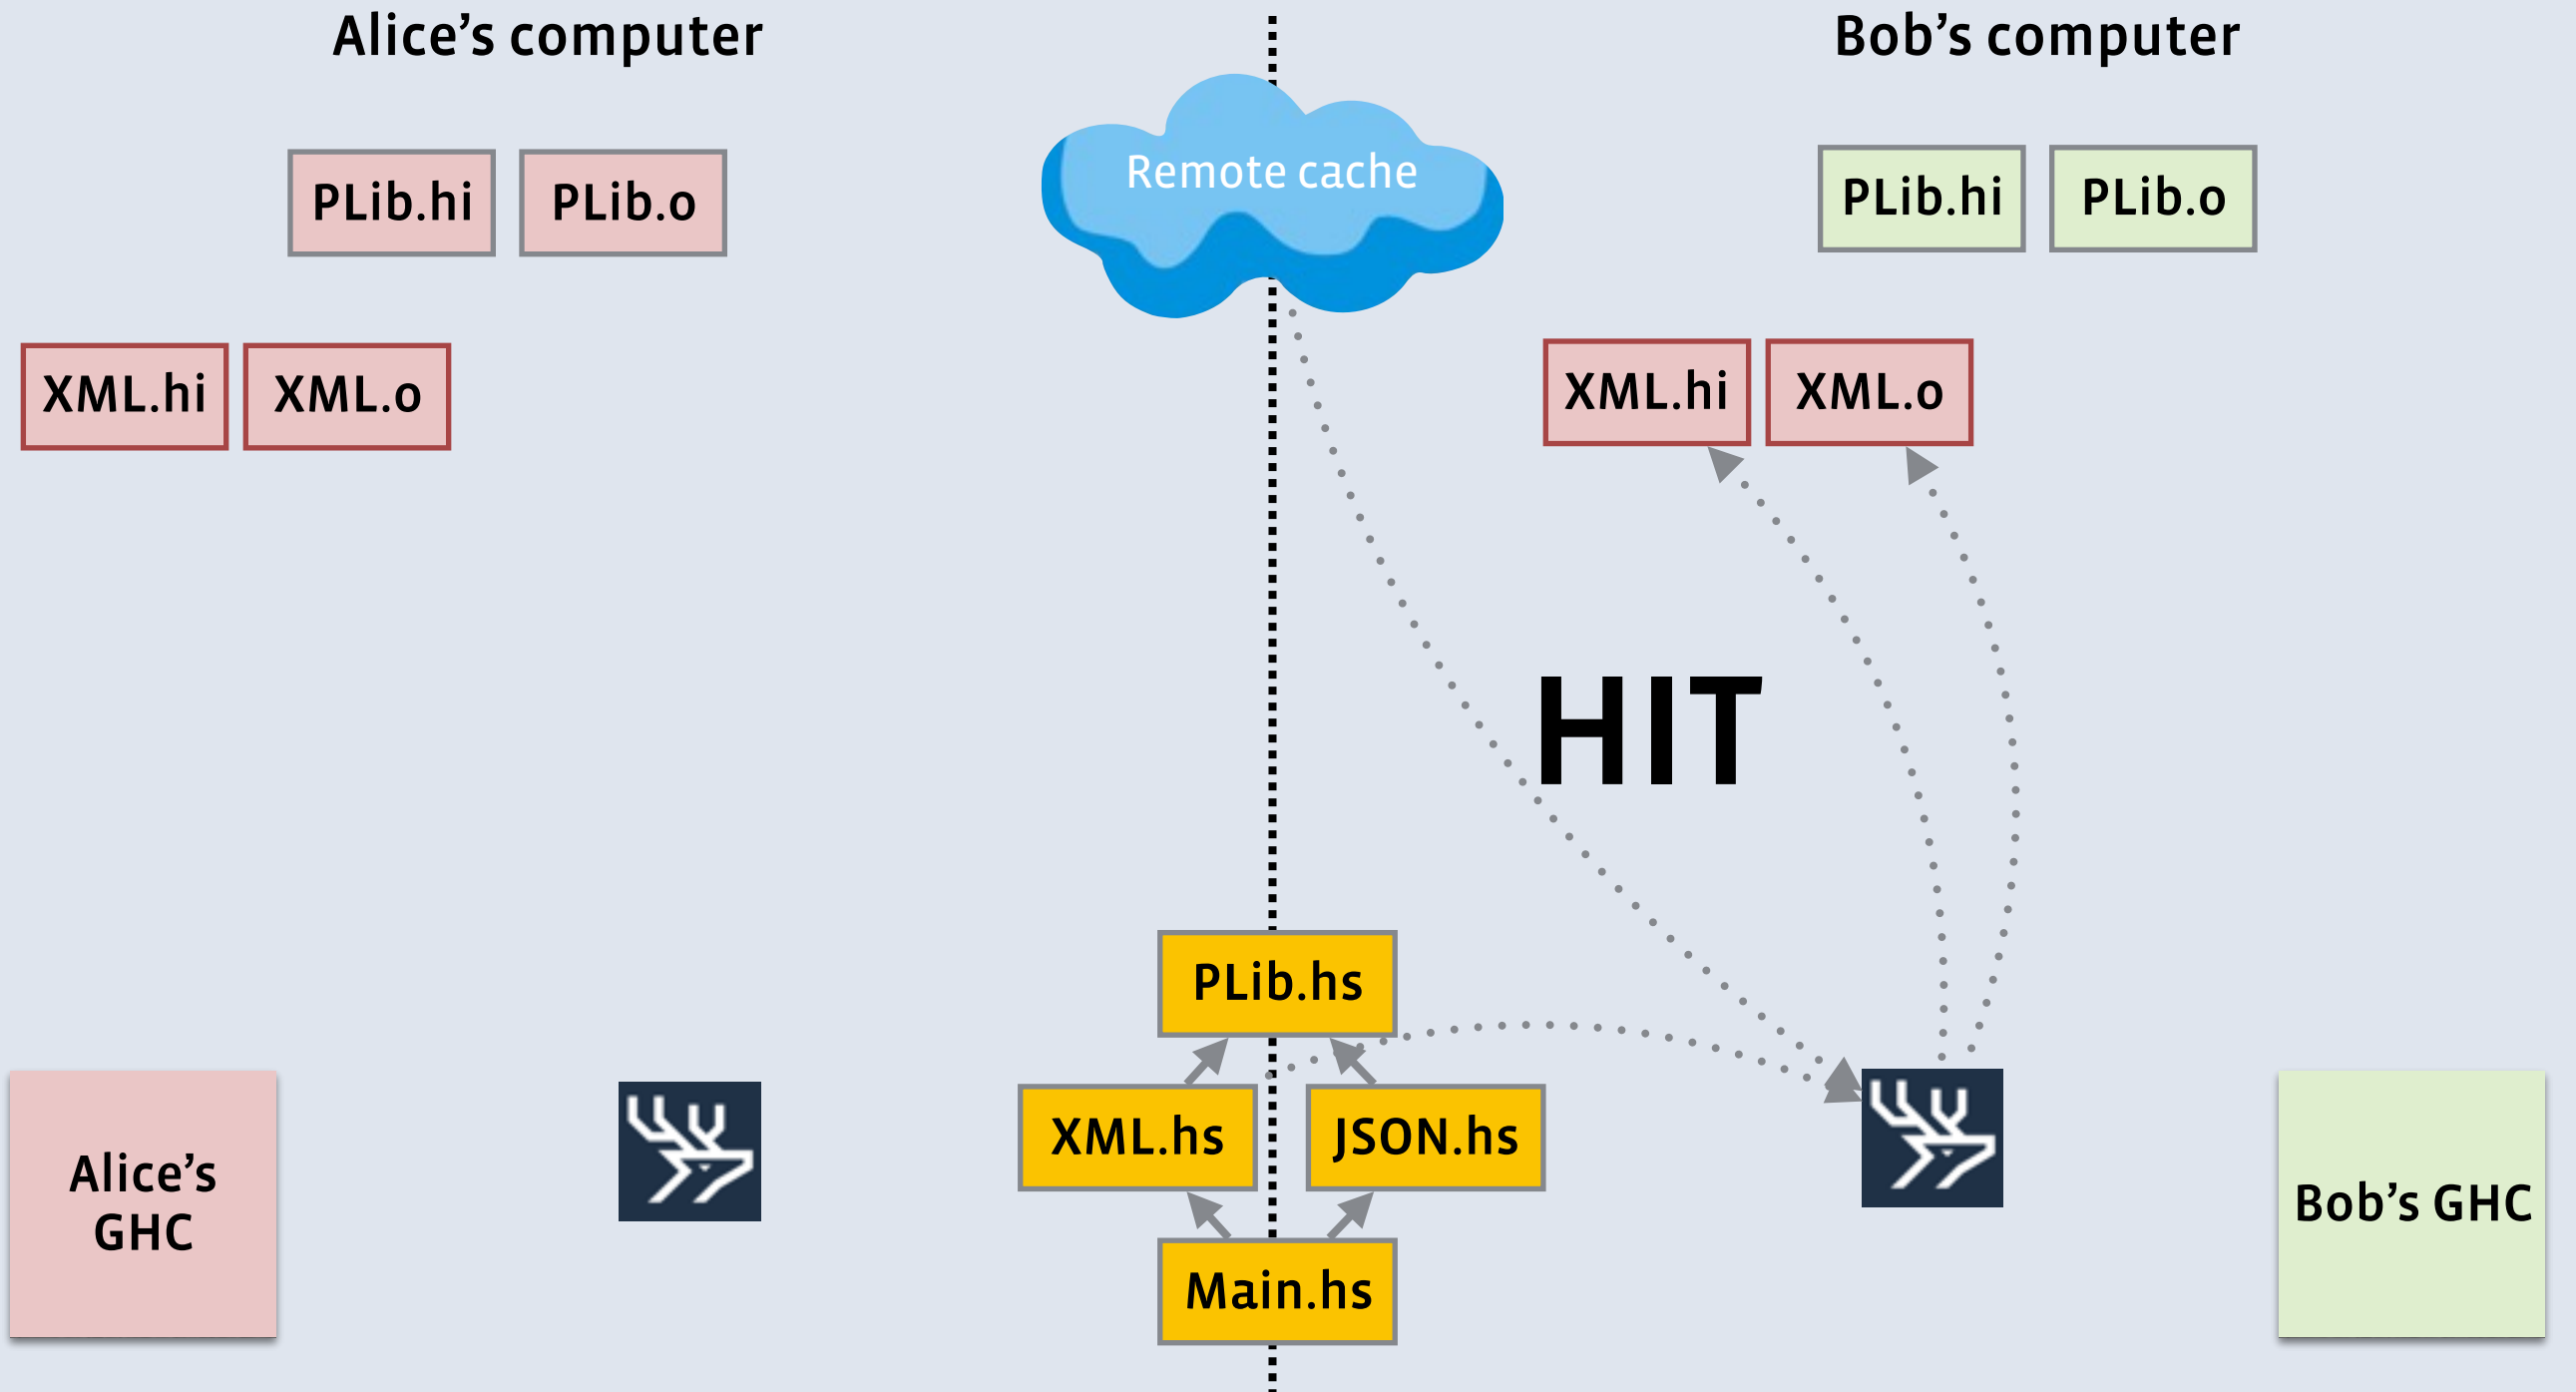 Alice’s computer
Bob’s computer
Remote cache
PLib.hi
PLib.o
PLib.hi
PLib.o
XML.hi
XML.o
XML.hi
XML.o
HIT
PLib.hs
XML.hs
JSON.hs
Main.hs
Alice’s
GHC
Bob’s GHC